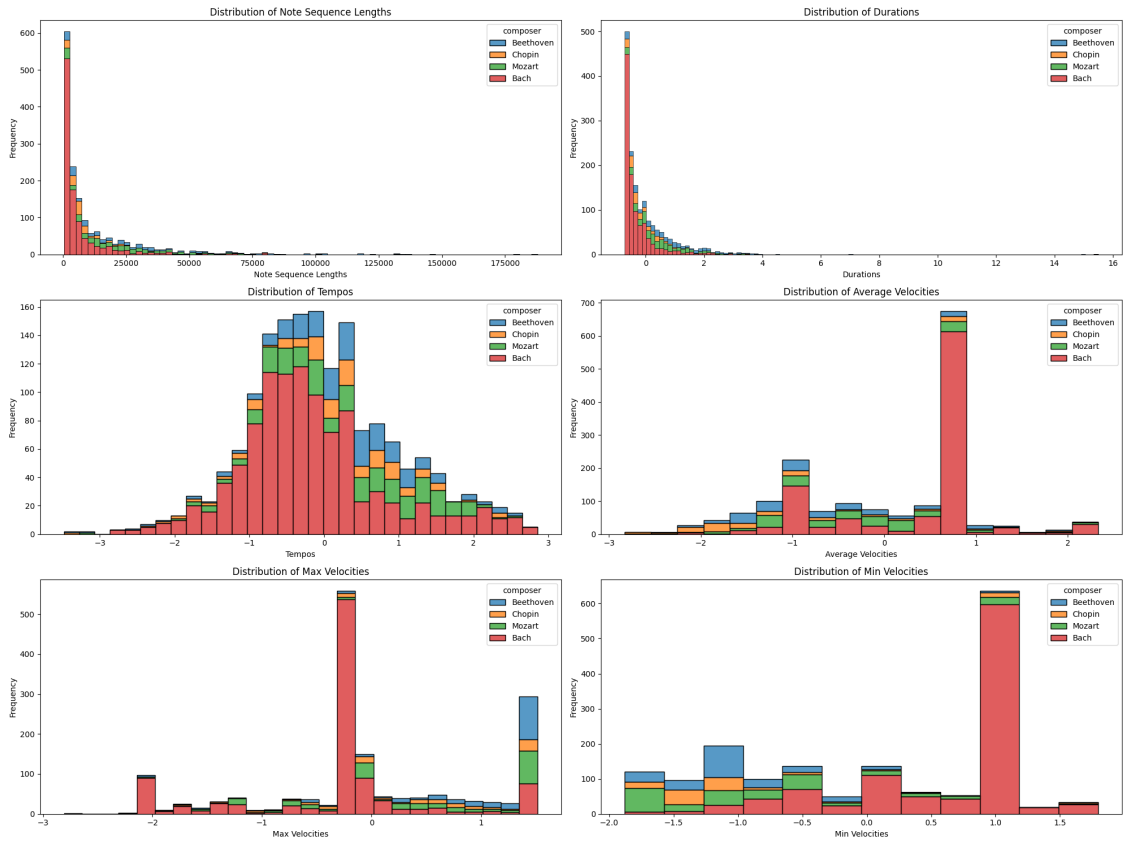 Distribution of Note Sequence Lengths
composer
Beethoven
Chopin
Mozart
Bach
Frequency
600
500
400
300
200
100
0
0
25000
50000
75000
100000
125000
150000
175000
Note Sequence Lengths
Distribution of Durations
composer
Beethoven
Chopin
Mozart
Bach
Frequency
500
400
300
200
100
0
0
2
4
6
8
10
12
14
16
Durations
Distribution of Tempos
composer
Beethoven
Chopin
Mozart
Bach
Frequency
160
140
120
100
80
60
40
20
0
−3
−2
−1
0
1
2
3
Tempos
Distribution of Average Velocities
composer
Beethoven
Chopin
Mozart
Bach
Frequency
700
600
500
400
300
200
100
0
−3
−2
−1
0
1
2
Average Velocities
Distribution of Max Velocities
composer
Beethoven
Chopin
Mozart
Bach
Frequency
500
400
300
200
100
0
−3
−2
−1
0
1
Max Velocities
Distribution of Min Velocities
composer
Beethoven
Chopin
Mozart
Bach
Frequency
600
500
400
300
200
100
0
−2.0
−1.5
−1.0
−0.5
0.0
0.5
1.0
1.5
Min Velocities